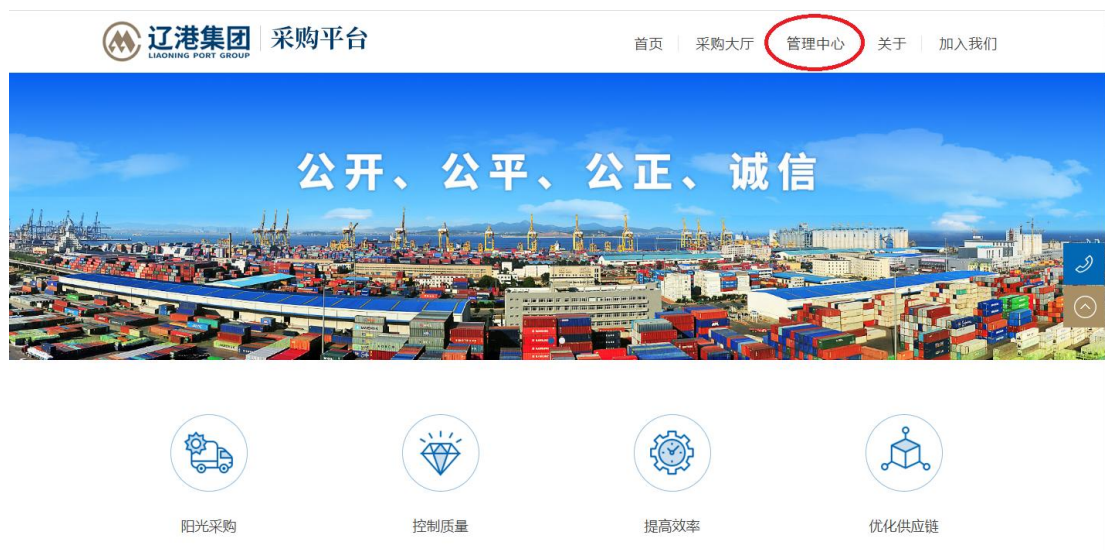 辽港集团
LIAONING PORT GROUP
采购平台
首页 采购大厅 管理中心 关于 加入我们
公开、公平、公正、诚信
阳光采购 控制质量 提高效率 优化供应链